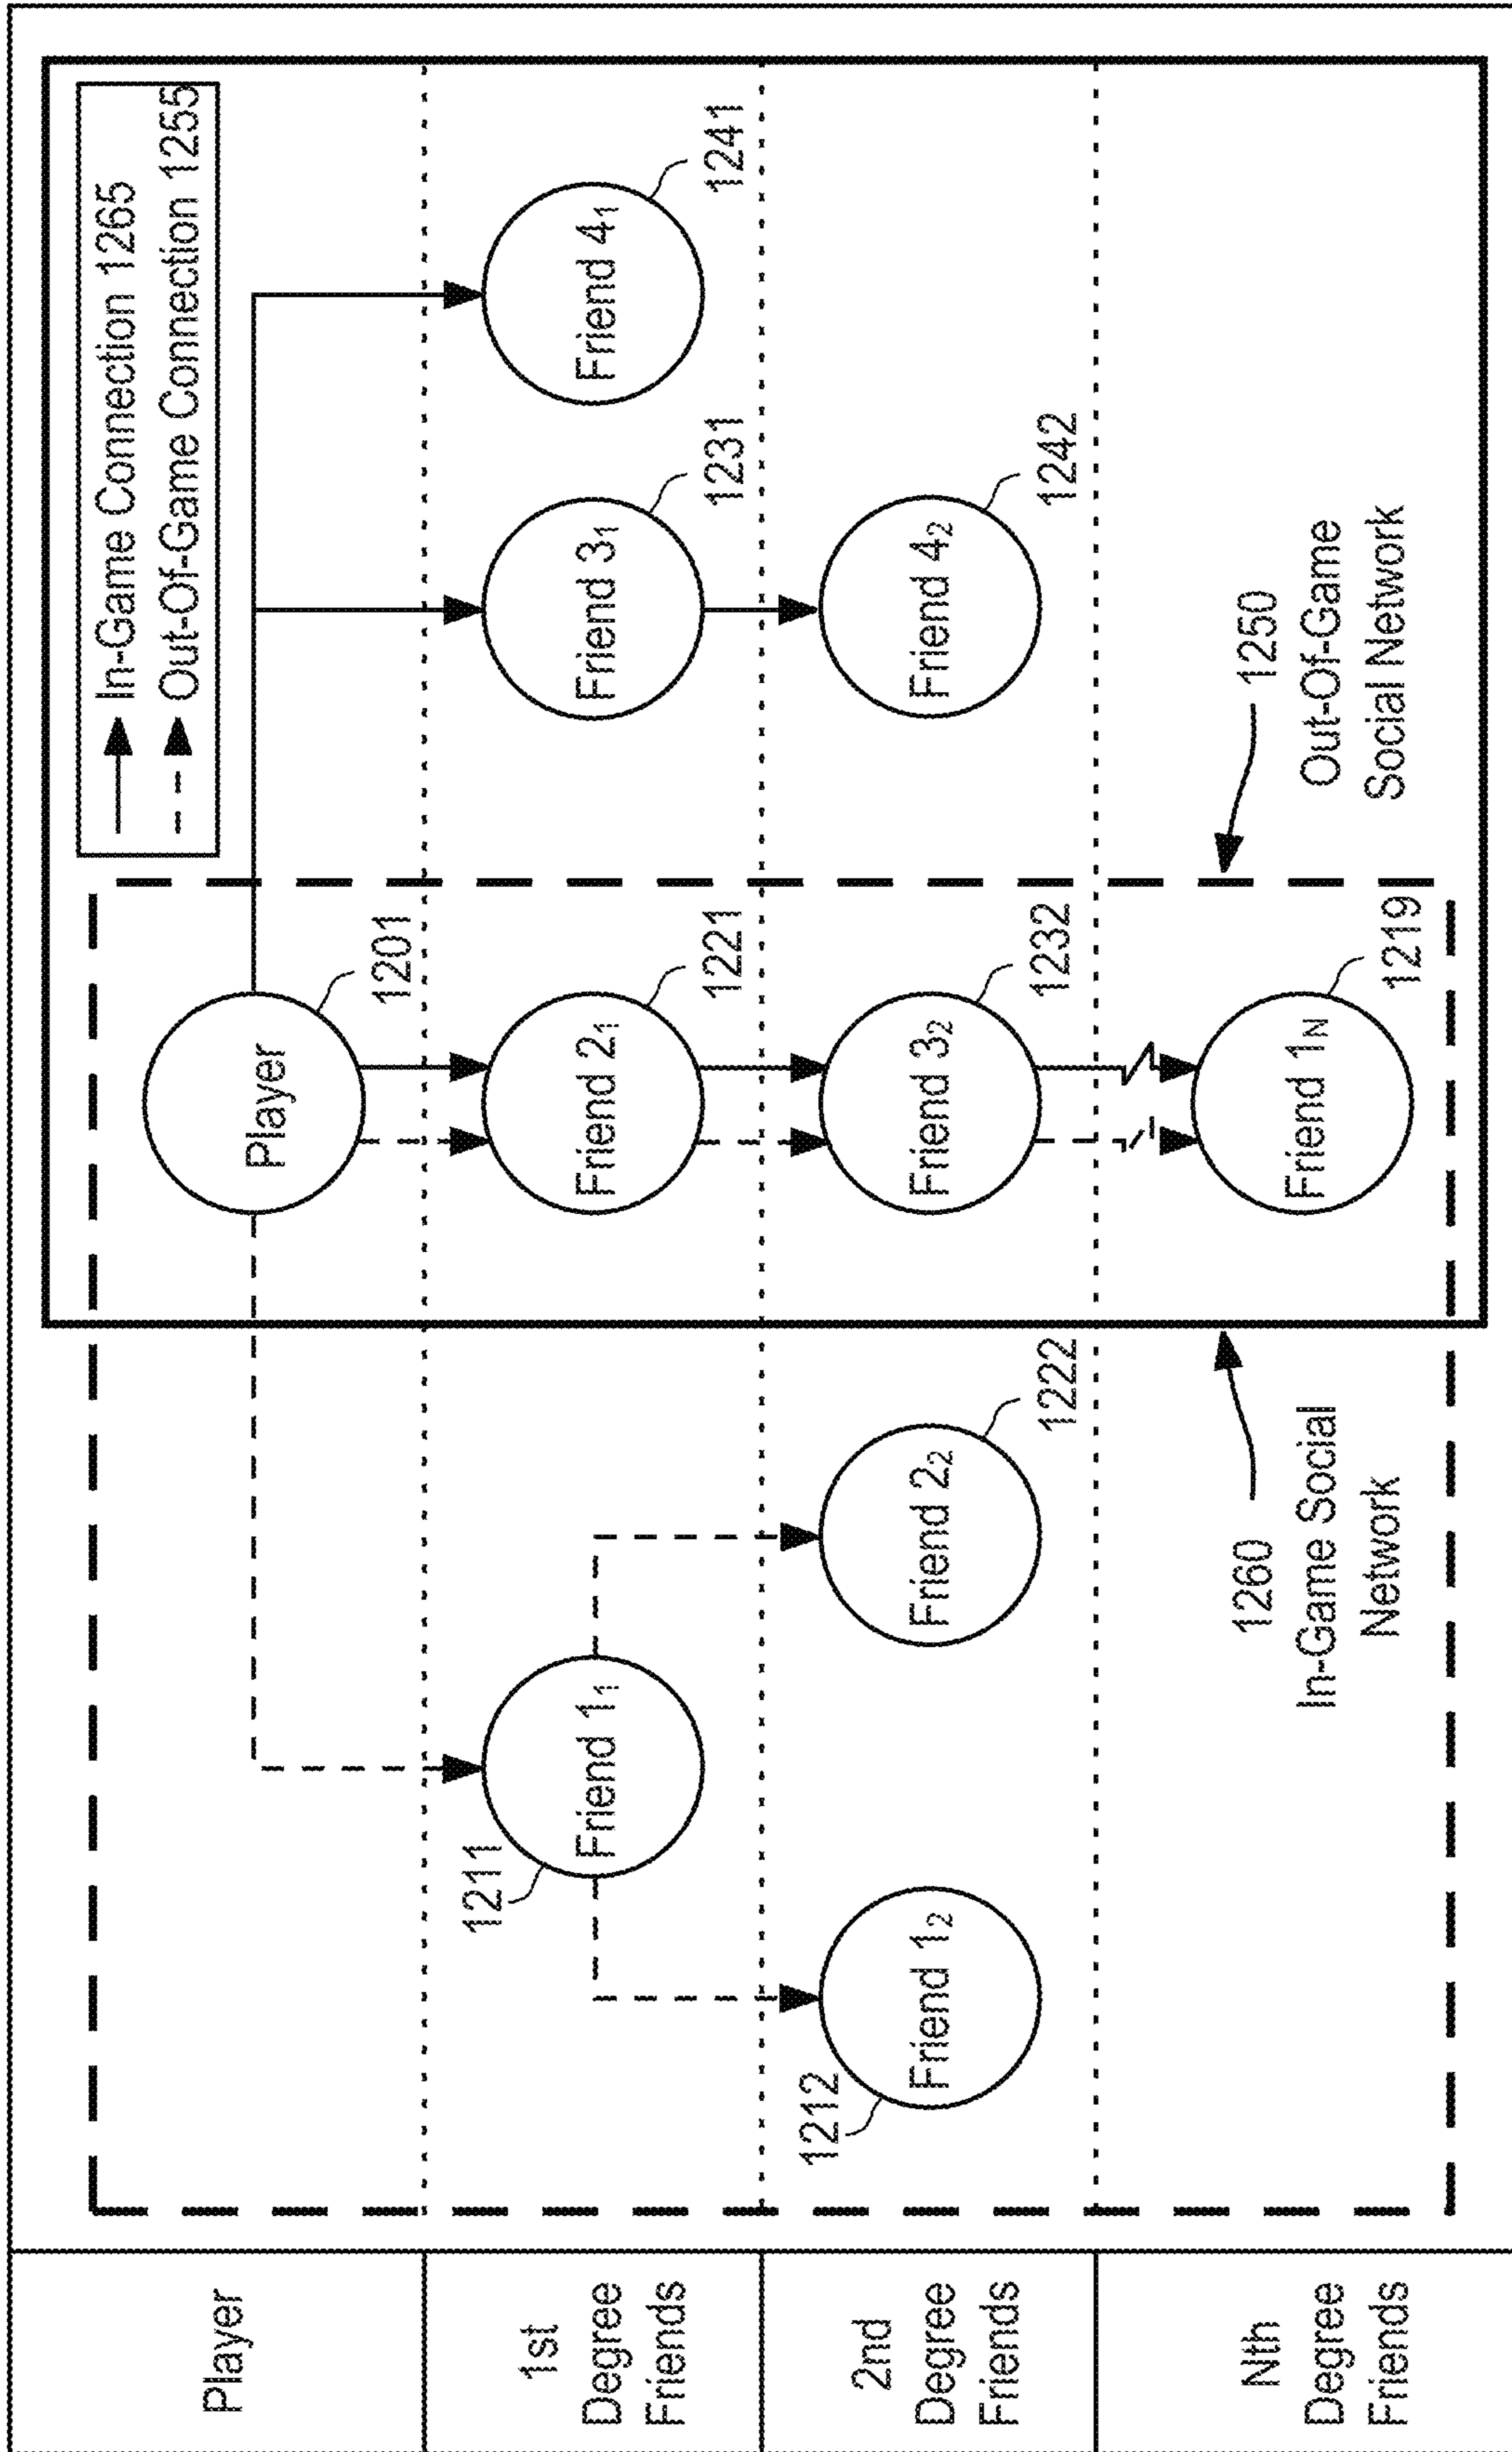 Player
In-Game Connection 1265
Out-Of-Game Connection 1255
Player
1201
1st
Degree
Friends
1211
Friend 1₁
Friend 2₁
1221
Friend 3₁
1231
Friend 4₁
1241
2nd
Degree
Friends
1212
Friend 1₂
Friend 2₂
1222
Friend 3₂
1232
Friend 4₂
1242
Nth
Degree
Friends
1260
In-Game Social
Network
Friend 1N
1219
1250
Out-Of-Game
Social Network